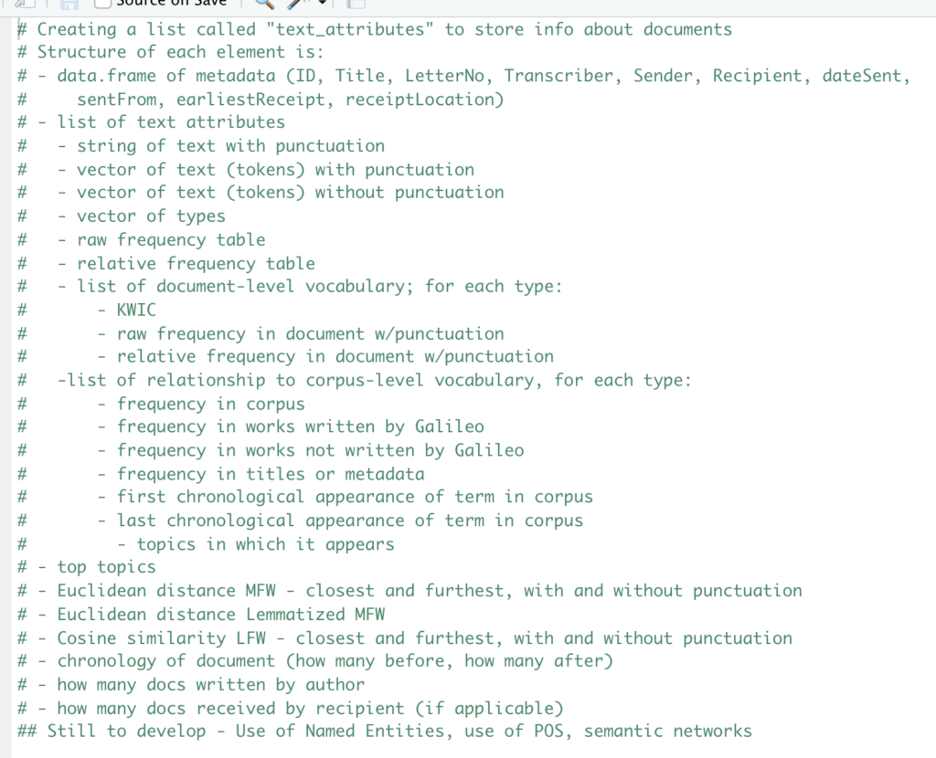 Source on Save
# Creating a list called "text_attributes" to store info about documents
# Structure of each element is:
# - data.frame of metadata (ID, Title, LetterNo, Transcriber, Sender, Recipient, dateSent,
#     sentFrom, earliestReceipt, receiptLocation)
# - list of text attributes
#   - string of text with punctuation
#   - vector of text (tokens) with punctuation
#   - vector of text (tokens) without punctuation
#   - vector of types
#   - raw frequency table
#   - relative frequency table
#   - list of document-level vocabulary; for each type:
#       - KWIC
#       - raw frequency in document w/punctuation
#       - relative frequency in document w/punctuation
#   -list of relationship to corpus-level vocabulary, for each type:
#       - frequency in corpus
#       - frequency in works written by Galileo
#       - frequency in works not written by Galileo
#       - frequency in titles or metadata
#       - first chronological appearance of term in corpus
#       - last chronological appearance of term in corpus
#         - topics in which it appears
# - top topics
# - Euclidean distance MFW - closest and furthest, with and without punctuation
# - Euclidean distance Lemmatized MFW
# - Cosine similarity LFW - closest and furthest, with and without punctuation
# - chronology of document (how many before, how many after)
# - how many docs written by author
# - how many docs received by recipient (if applicable)
## Still to develop - Use of Named Entities, use of POS, semantic networks